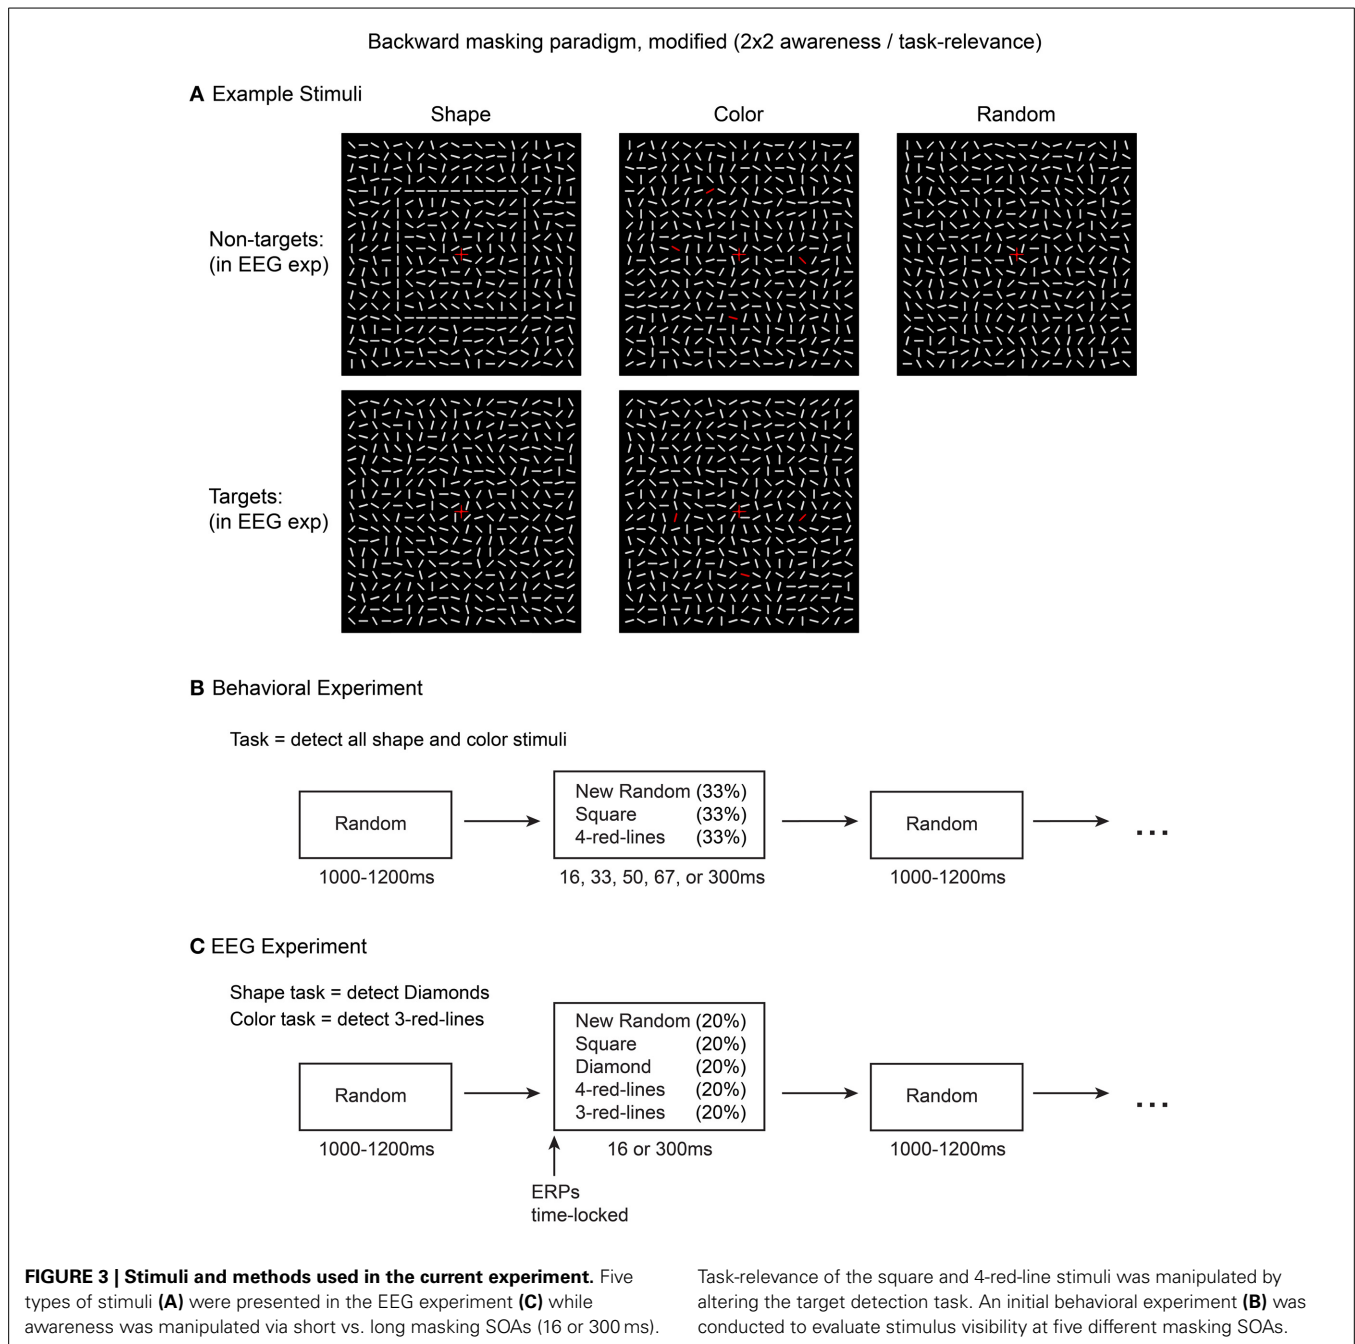 Backward masking paradigm, modified (2x2 awareness / task-relevance)
A Example Stimuli
Shape
Color
Random
Non-targets:
(in EEG exp)
Targets:
(in EEG exp)
B Behavioral Experiment
Task = detect all shape and color stimuli
Random
1000-1200ms
New Random (33%)
Square (33%)
4-red-lines (33%)
16, 33, 50, 67, or 300ms
Random
1000-1200ms
...
C EEG Experiment
Shape task = detect Diamonds
Color task = detect 3-red-lines
Random
1000-1200ms
New Random (20%)
Square (20%)
Diamond (20%)
4-red-lines (20%)
3-red-lines (20%)
16 or 300ms
ERPs
time-locked
Random
1000-1200ms
...
FIGURE 3 | Stimuli and methods used in the current experiment. Five
types of stimuli (A) were presented in the EEG experiment (C) while
awareness was manipulated via short vs. long masking SOAs (16 or 300 ms).
Task-relevance of the square and 4-red-line stimuli was manipulated by
altering the target detection task. An initial behavioral experiment (B) was
conducted to evaluate stimulus visibility at five different masking SOAs.